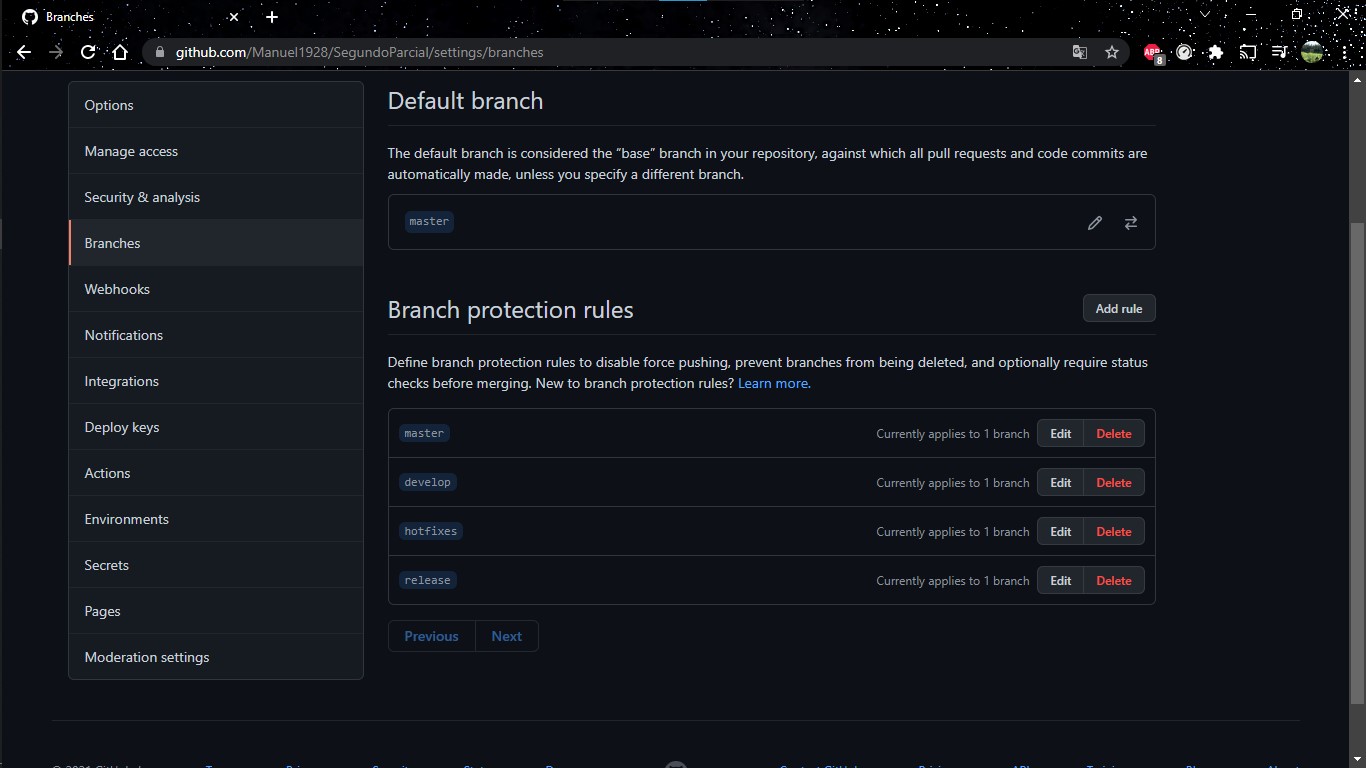 Branches
github.com/Manuel1928/SegundoParcial/settings/branches
ABP
8
Options
Manage access
Security & analysis
Branches
Webhooks
Notifications
Integrations
Deploy keys
Actions
Environments
Secrets
Pages
Moderation settings
Default branch
The default branch is considered the “base” branch in your repository, against which all pull requests and code commits are
automatically made, unless you specify a different branch.
master
Branch protection rules
Add rule
Define branch protection rules to disable force pushing, prevent branches from being deleted, and optionally require status
checks before merging. New to branch protection rules? Learn more.
master Currently applies to 1 branch Edit Delete
develop Currently applies to 1 branch Edit Delete
hotfixes Currently applies to 1 branch Edit Delete
release Currently applies to 1 branch Edit Delete
Previous Next